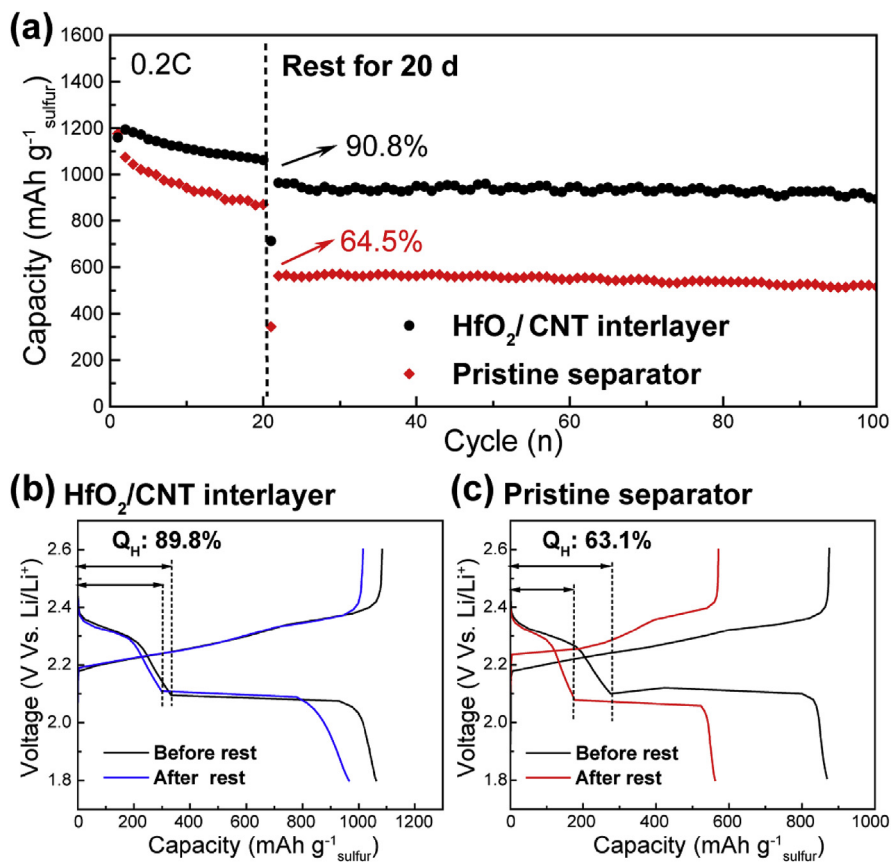 (a)
1600
1400
1200
1000
800
600
400
200
0
Capacity (mAh g⁻¹sulfur)
0.2C
Rest for 20 d
90.8%
64.5%
HfO₂/ CNT interlayer
Pristine separator
0 20 40 60 80 100
Cycle (n)
(b) HfO₂/CNT interlayer
2.6
2.4
2.2
2.0
1.8
Voltage (V Vs. Li/Li⁺)
Q_H: 89.8%
Before rest
After rest
0 200 400 600 800 1000 1200
Capacity (mAh g⁻¹sulfur)
(c) Pristine separator
2.6
2.4
2.2
2.0
1.8
Voltage (V Vs. Li/Li⁺)
Q_H: 63.1%
Before rest
After rest
0 200 400 600 800 1000
Capacity (mAh g⁻¹sulfur)